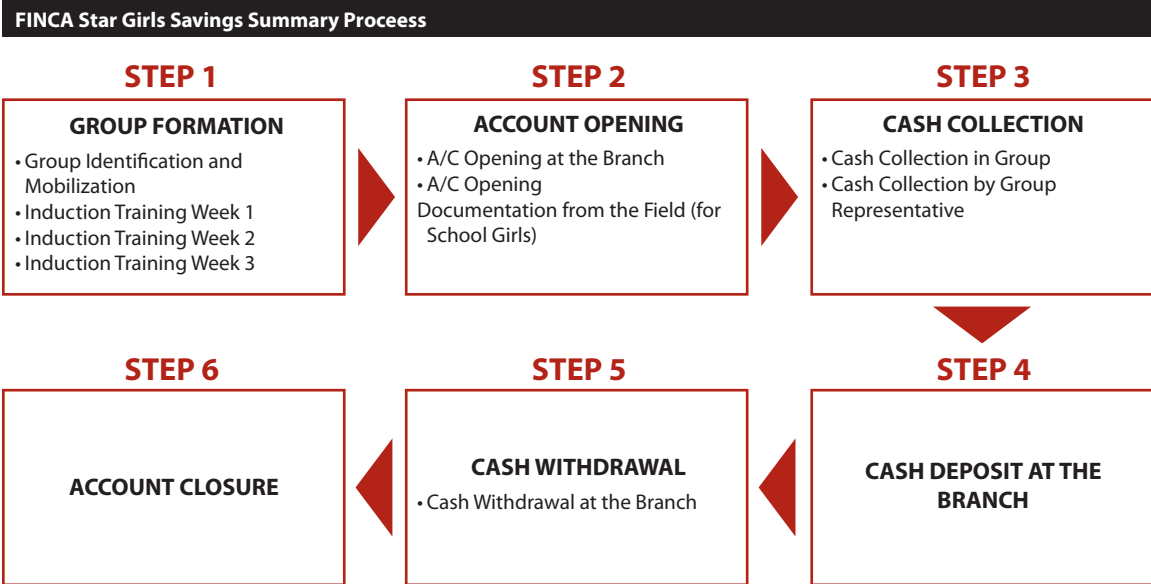 FINCA Star Girls Savings Summary Proceess
STEP 1
GROUP FORMATION
• Group Identification and
Mobilization
• Induction Training Week 1
• Induction Training Week 2
• Induction Training Week 3
STEP 2
ACCOUNT OPENING
• A/C Opening at the Branch
• A/C Opening
Documentation from the Field (for
School Girls)
STEP 3
CASH COLLECTION
• Cash Collection in Group
• Cash Collection by Group
Representative
STEP 4
CASH DEPOSIT AT THE
BRANCH
STEP 5
CASH WITHDRAWAL
• Cash Withdrawal at the Branch
STEP 6
ACCOUNT CLOSURE